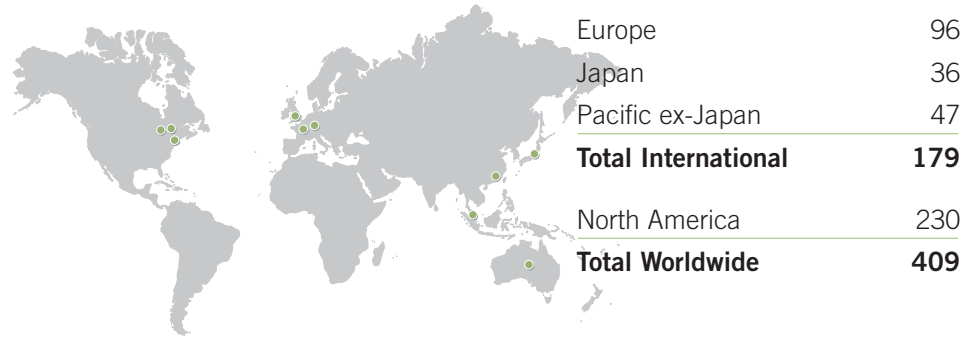 Europe 96
Japan 36
Pacific ex-Japan 47
Total International 179
North America 230
Total Worldwide 409